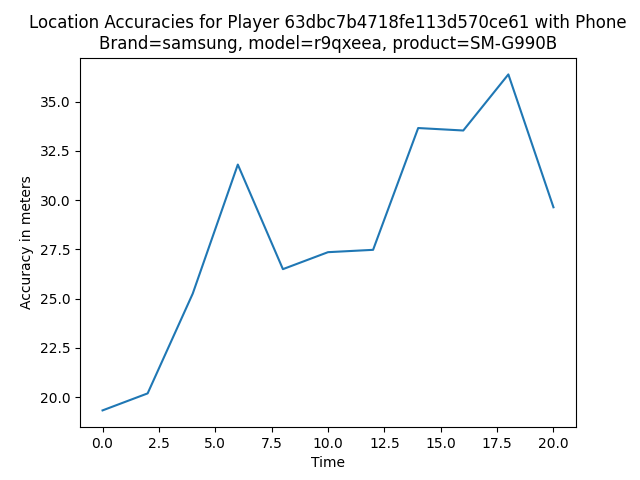 Location Accuracies for Player 63dbc7b4718fe113d570ce61 with Phone
Brand=samsung, model=r9qxeea, product=SM-G990B
35.0
32.5
30.0
27.5
25.0
22.5
20.0
Accuracy in meters
0.0 2.5 5.0 7.5 10.0 12.5 15.0 17.5 20.0
Time